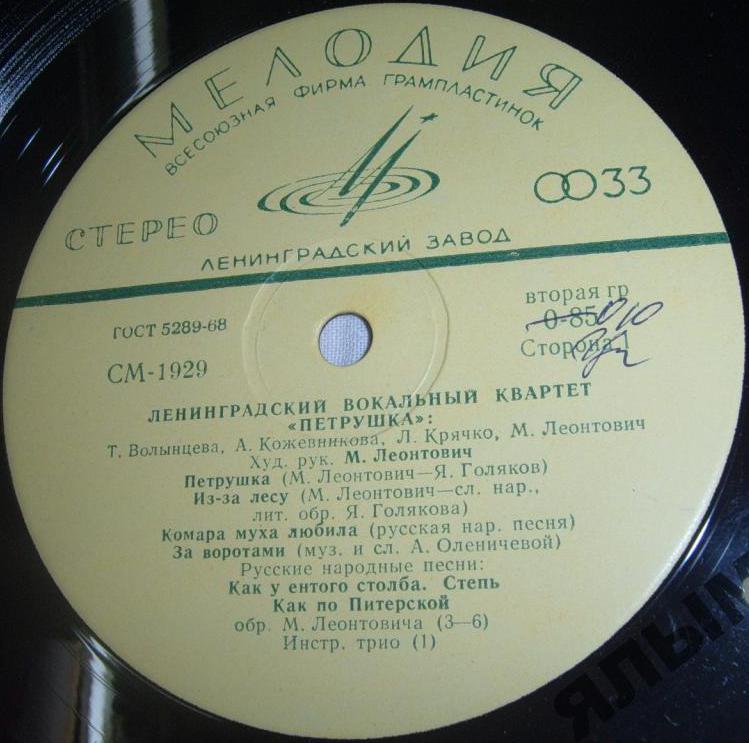 МЕЛОДИЯ
ВСЕСОЮЗНАЯ ФИРМА ГРАМПЛАСТИНОК
СТЕРЕО
33
ЛЕНИНГРАДСКИЙ ЗАВОД
ГОСТ 5289-68
вторая гр
0-85
СМ-1929
Сторона 1
ЛЕНИНГРАДСКИЙ ВОКАЛЬНЫЙ КВАРТЕТ
«ПЕТРУШКА»:
Т. Волынцева, А. Кожевникова, Л. Крячко, М. Леонтович
Худ. рук. М. Леонтович
Петрушка (М. Леонтович—Я. Голяков)
Из-за лесу (М. Леонтович—сл. нар.,
лит. обр. Я. Голякова)
Комара муха любила (русская нар. песня)
За воротами (муз. и сл. А. Оленичевой)
Русские народные песни:
Как у ентого столба. Степь
Как по Питерской
обр. М. Леонтовича (3—6)
Инстр. трио (1)